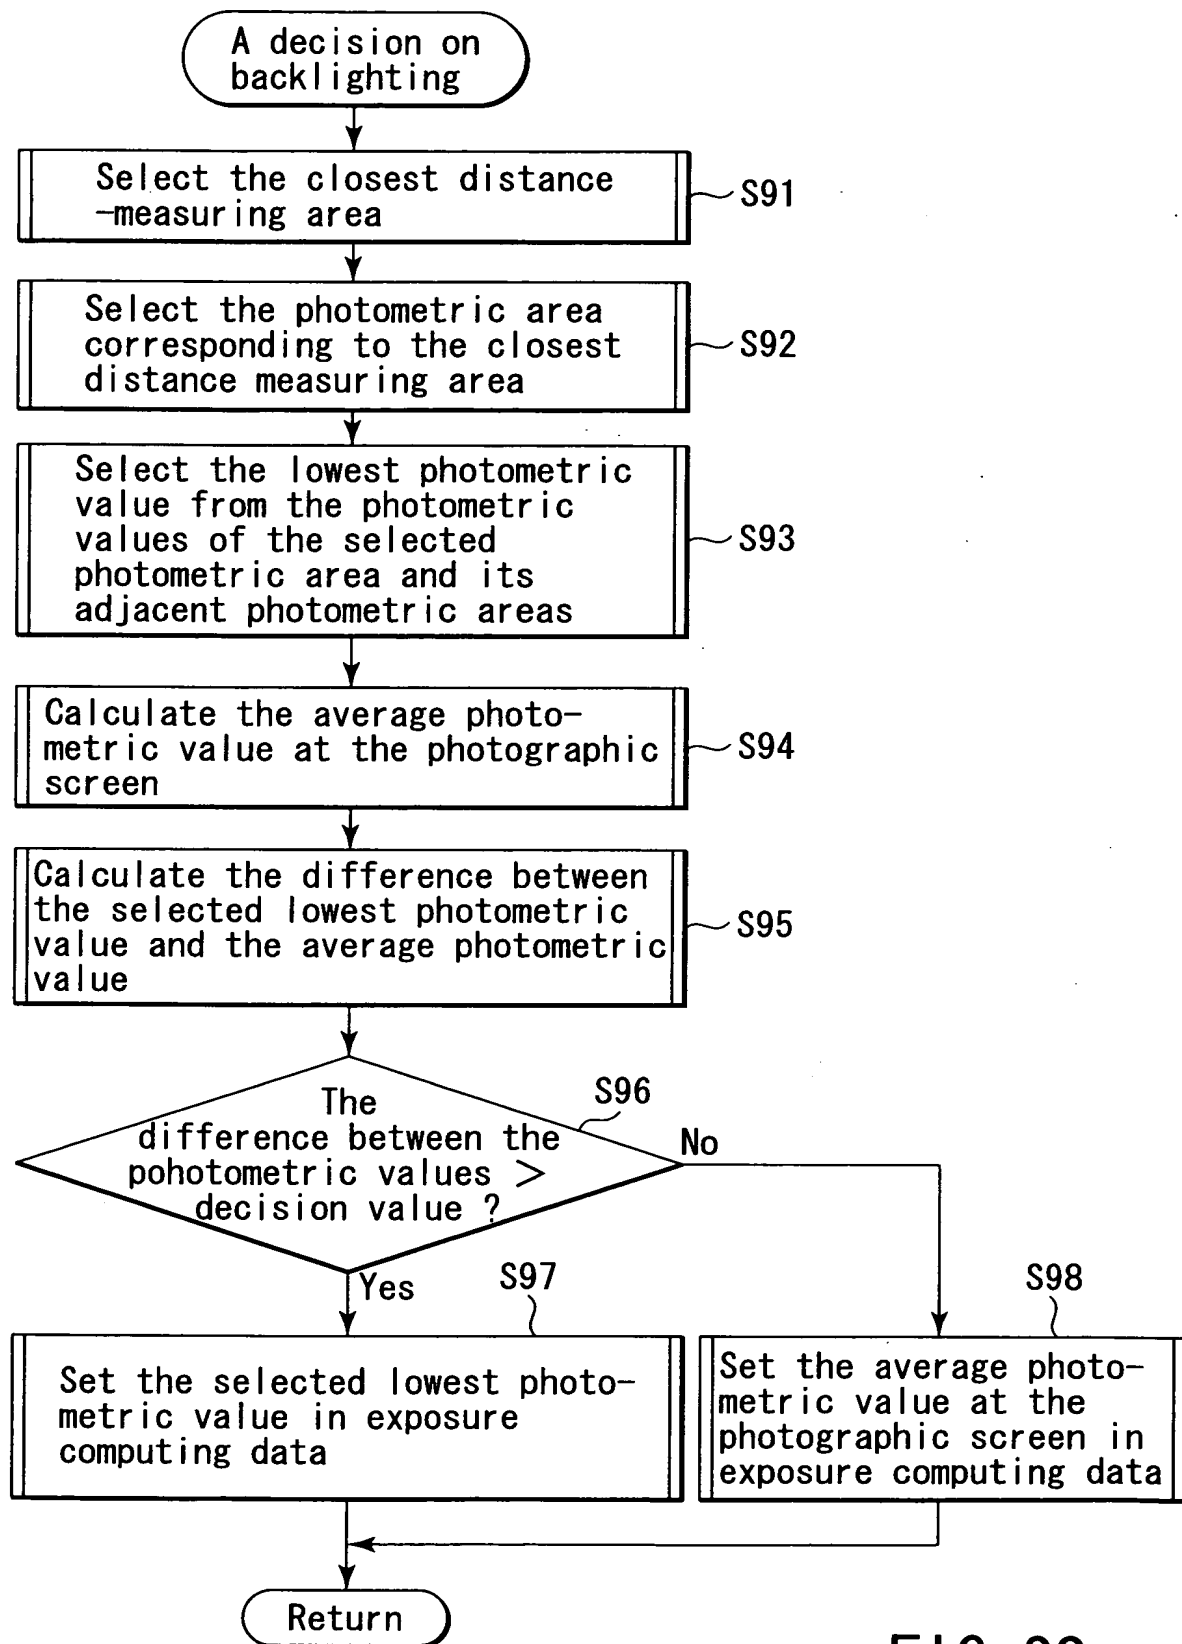 A decision on
backlighting
Select the closest distance
-measuring area
S91
Select the photometric area
corresponding to the closest
distance measuring area
S92
Select the lowest photometric
value from the photometric
values of the selected
photometric area and its
adjacent photometric areas
S93
Calculate the average photo-
metric value at the photographic
screen
S94
Calculate the difference between
the selected lowest photometric
value and the average photometric
value
S95
The
difference between the
pohotometric values >
decision value ?
S96
No
Yes
S97
Set the selected lowest photo-
metric value in exposure
computing data
S98
Set the average photo-
metric value at the
photographic screen in
exposure computing data
Return